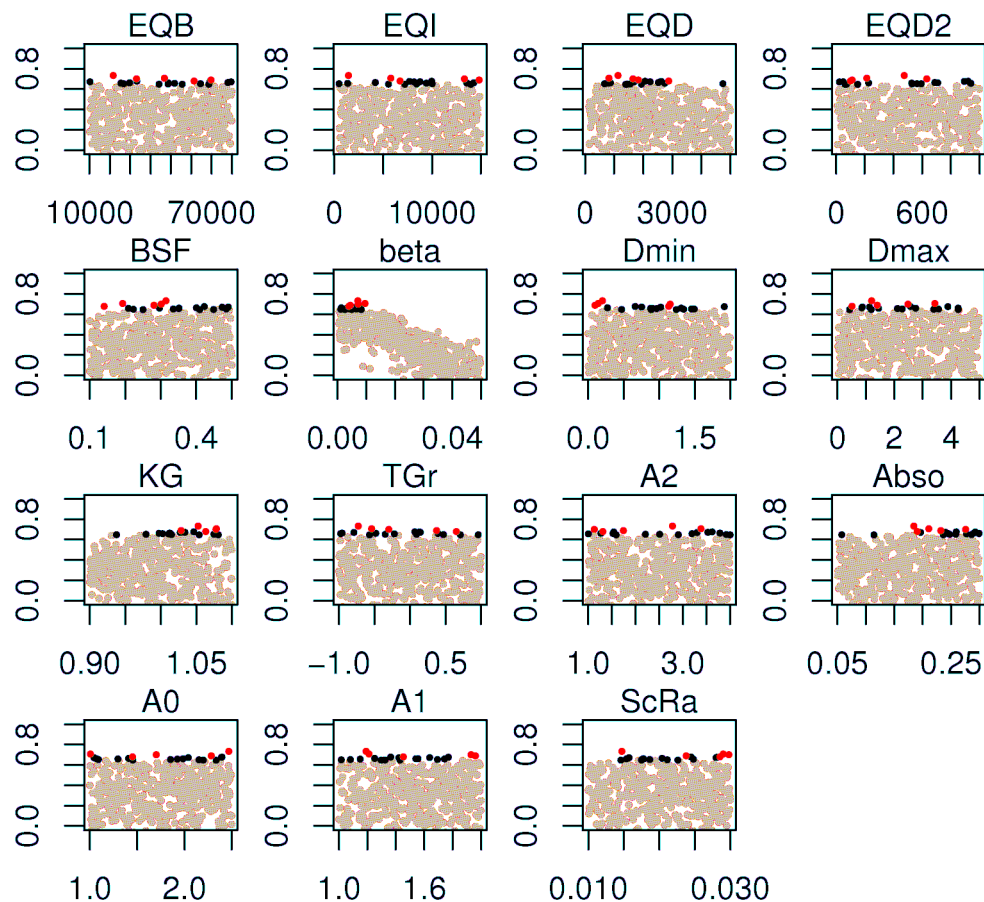 EQB EQI EQD EQD2
0.0 0.8 0.0 0.8 0.0 0.8 0.0 0.8
10000 70000 0 10000 0 3000 0 600
BSF beta Dmin Dmax
0.0 0.8 0.0 0.8 0.0 0.8 0.0 0.8
0.1 0.4 0.00 0.04 0.0 1.5 0 2 4
KG TGr A2 Abso
0.0 0.8 0.0 0.8 0.0 0.8 0.0 0.8
0.90 1.05 −1.0 0.5 1.0 3.0 0.05 0.25
A0 A1 ScRa
0.0 0.8 0.0 0.8 0.0 0.8
1.0 2.0 1.0 1.6 0.010 0.030